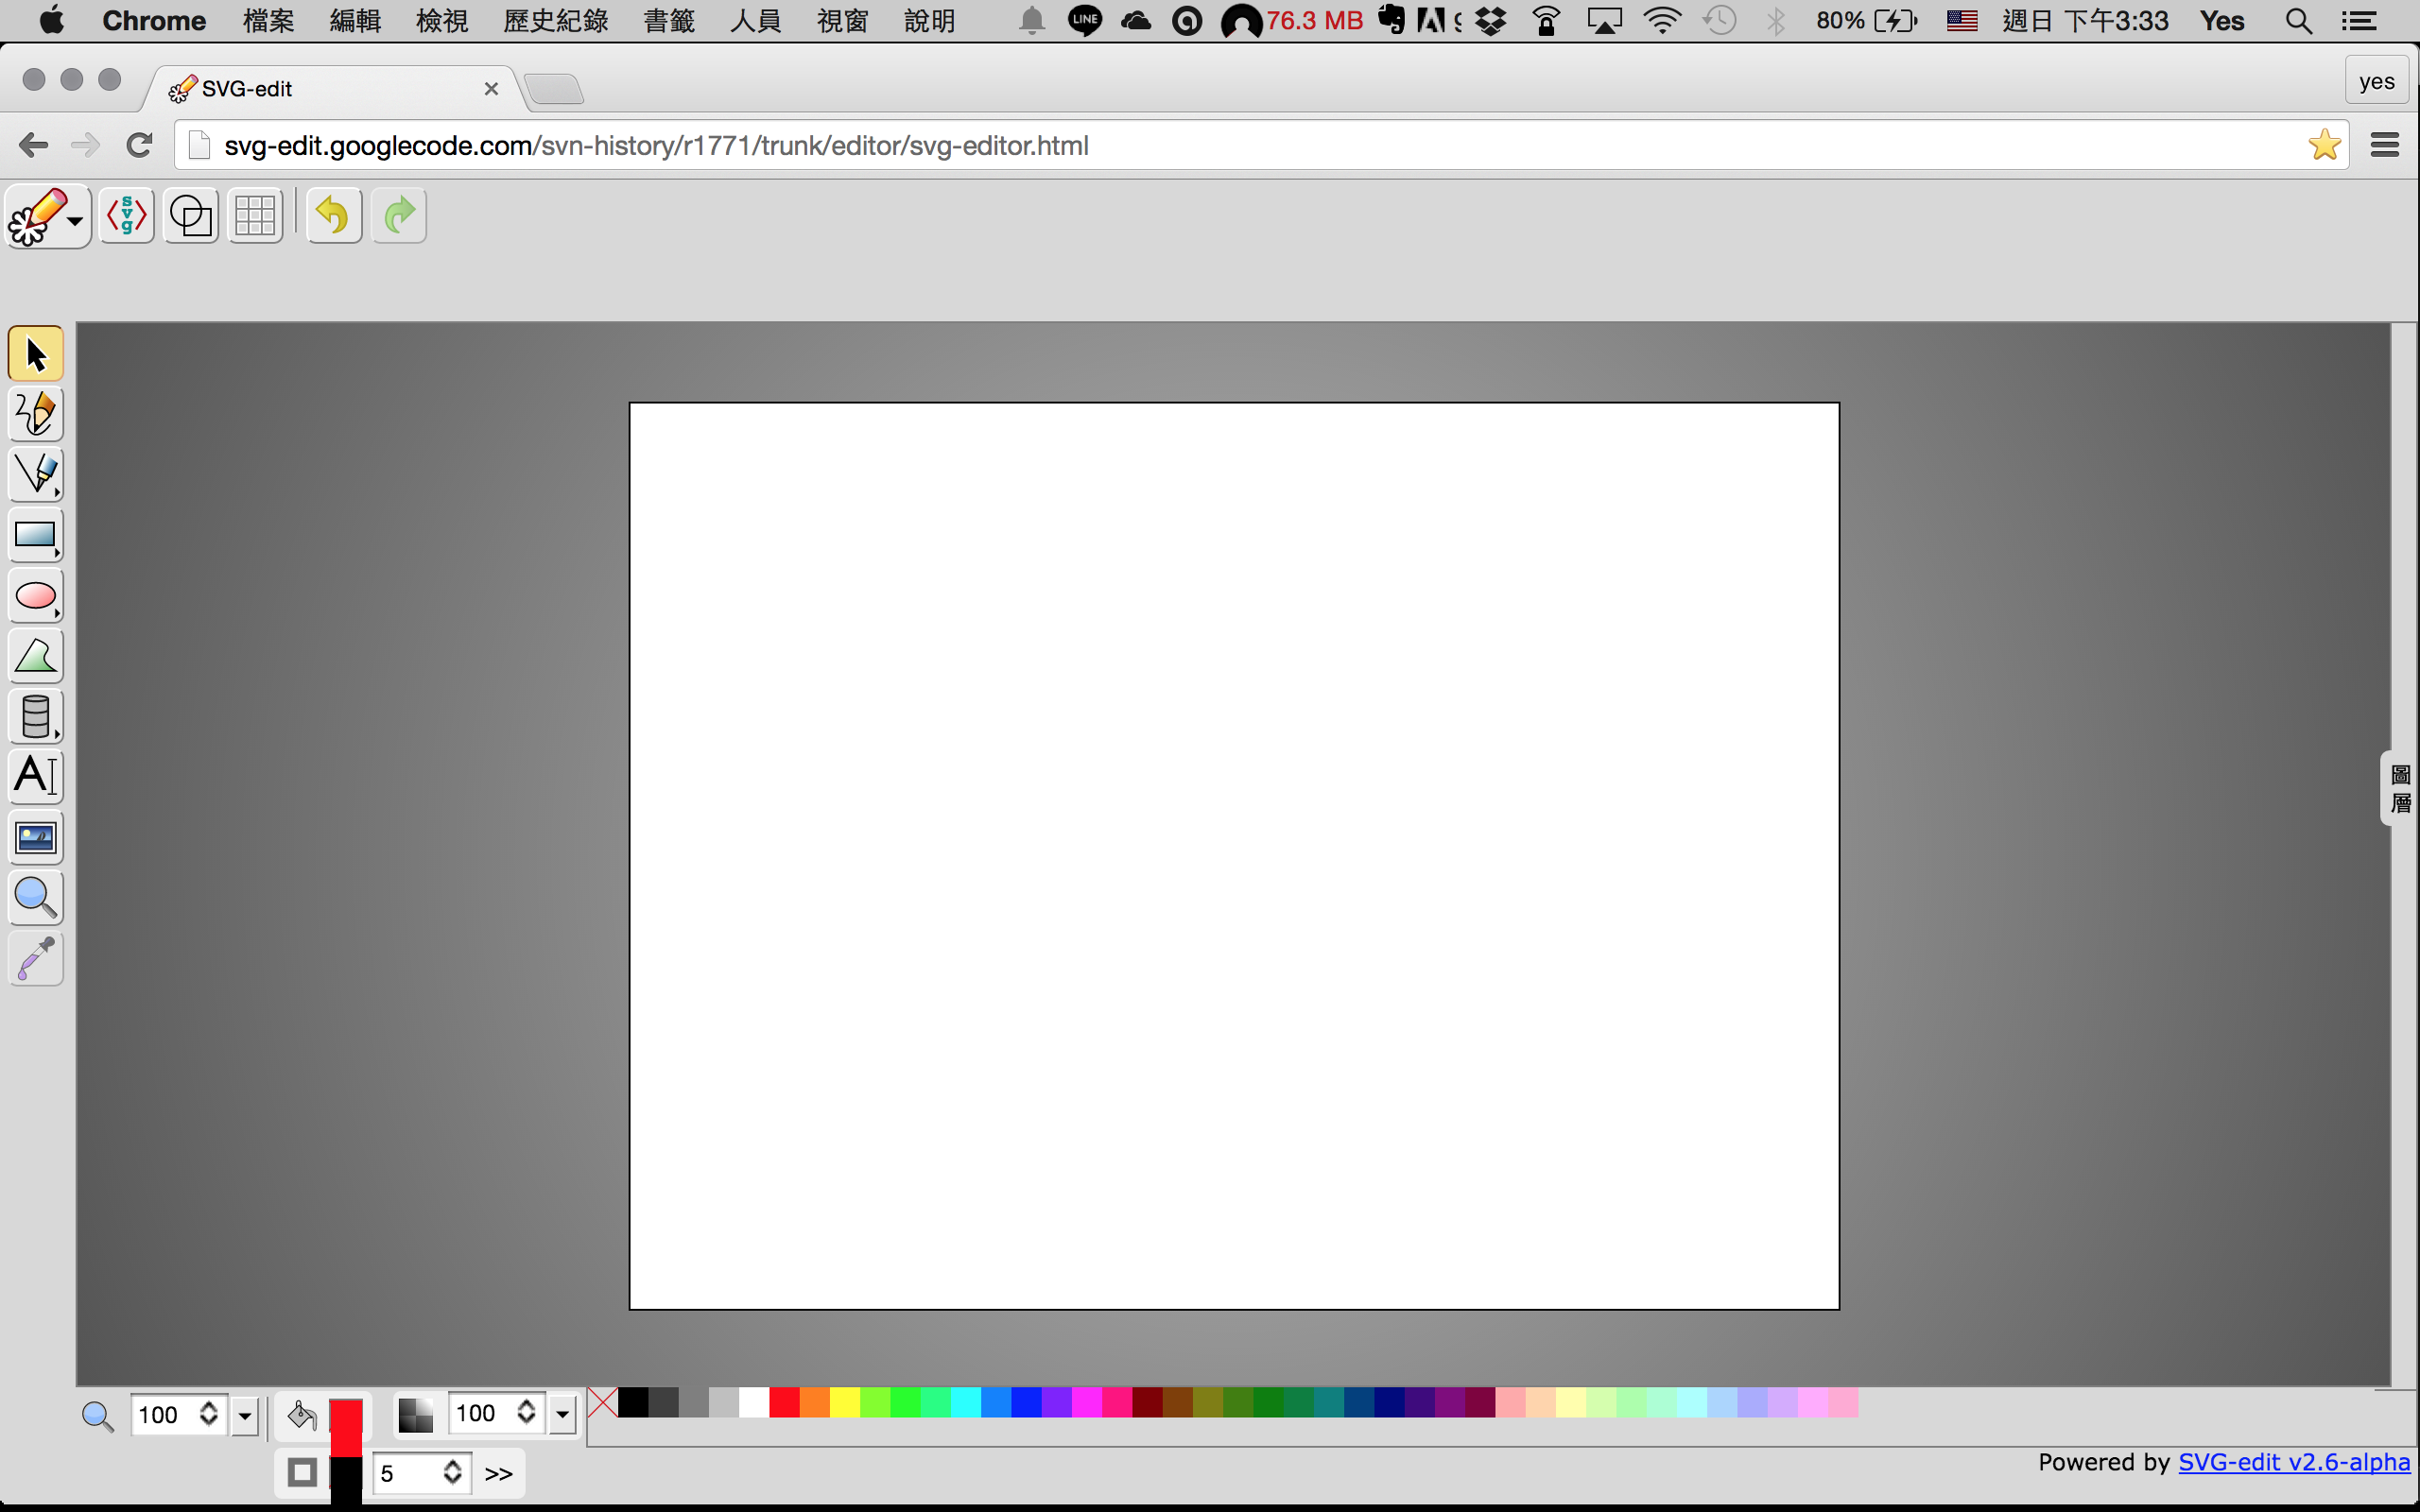 Chrome 檔案 編輯 檢視 歷史紀錄 書籤 人員 視窗 說明 LINE 76.3 MB 80% 週日 下午3:33 Yes
SVG-edit yes
svg-edit.googlecode.com/svn-history/r1771/trunk/editor/svg-editor.html
svg
A
圖層
100 100
5 >>
Powered by SVG-edit v2.6-alpha